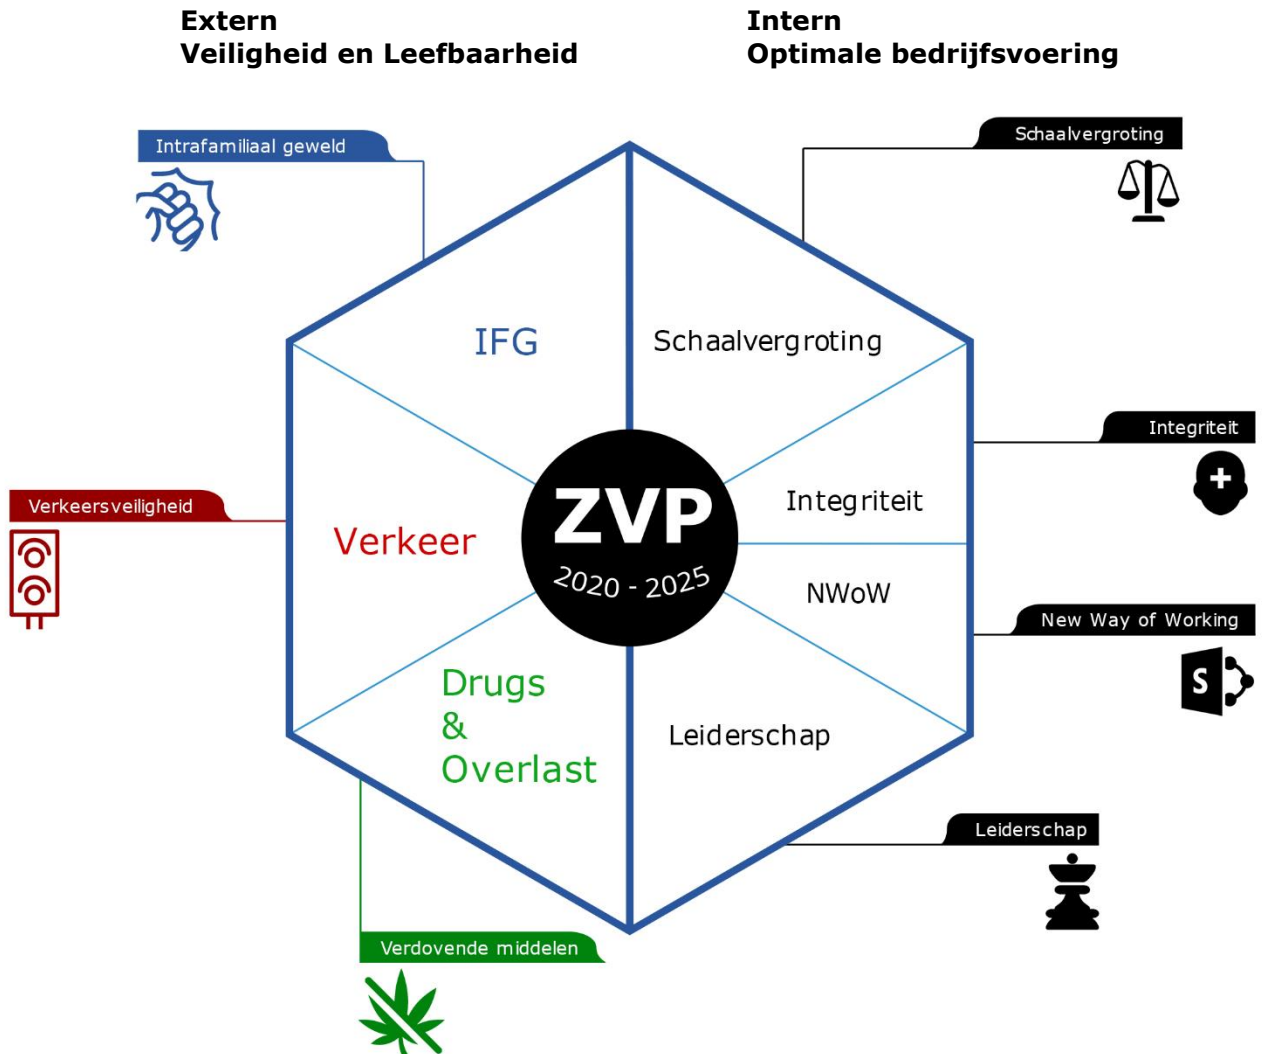 Extern
Veiligheid en Leefbaarheid
Intern
Optimale bedrijfsvoering
Intrafamiliaal geweld
Schaalvergroting
IFG
Schaalvergroting
Integriteit
Verkeersveiligheid
Verkeer
ZVP
2020 - 2025
Integriteit
NWoW
New Way of Working
S
Drugs
&
Overlast
Leiderschap
Leiderschap
Verdovende middelen